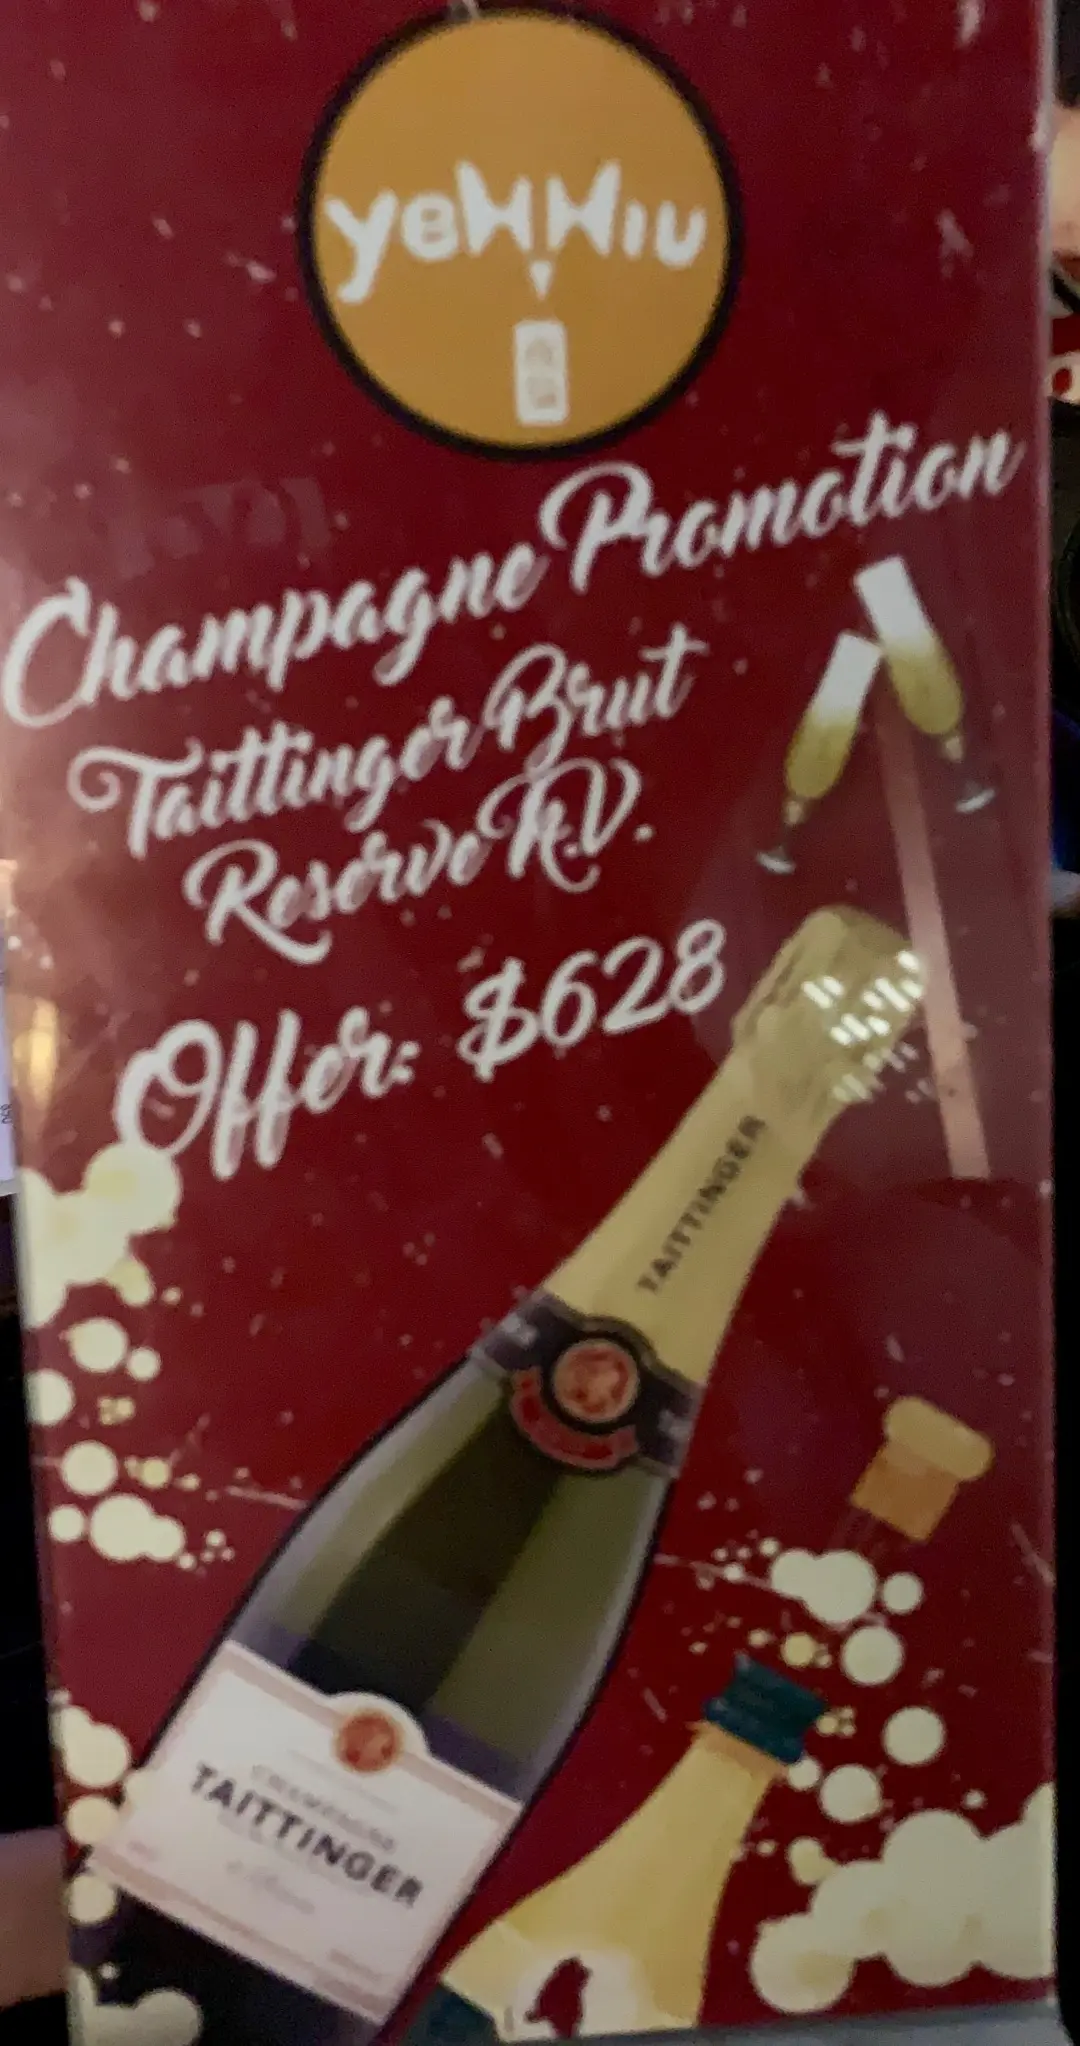 yeHHiu
Champagne Promotion
Taittinger Brut
Reserve N.V.
Offer: $628
TAITTINGER
CHAMPAGNE
TAITTINGER